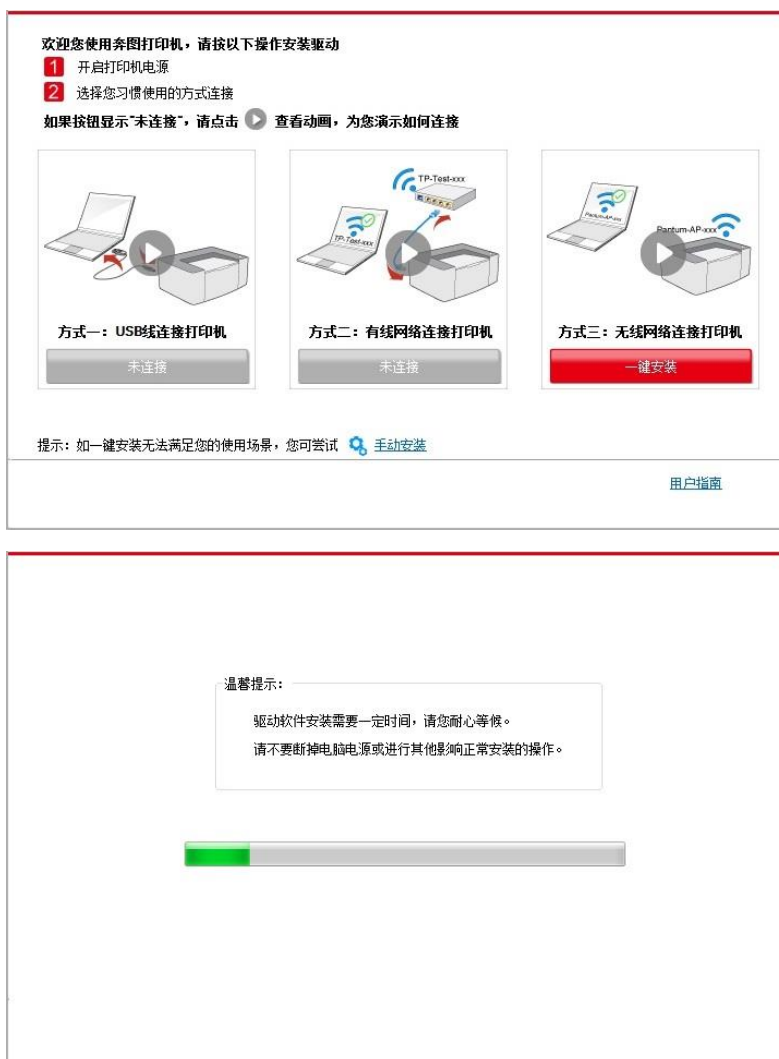 欢迎您使用奔图打印机，请按以下操作安装驱动
1 开启打印机电源
2 选择您习惯使用的方式连接
如果按钮显示"未连接"，请点击 查看动画，为您演示如何连接
TP-Test-xxx
TP-Test-xxx
Pantum-AP-xxx
Pantum-AP-xxx
方式一：USB线连接打印机
未连接
方式二：有线网络连接打印机
未连接
方式三：无线网络连接打印机
一键安装
提示：如一键安装无法满足您的使用场景，您可尝试 手动安装
用户指南
温馨提示：
驱动软件安装需要一定时间，请您耐心等候。
请不要断掉电脑电源或进行其他影响正常安装的操作。